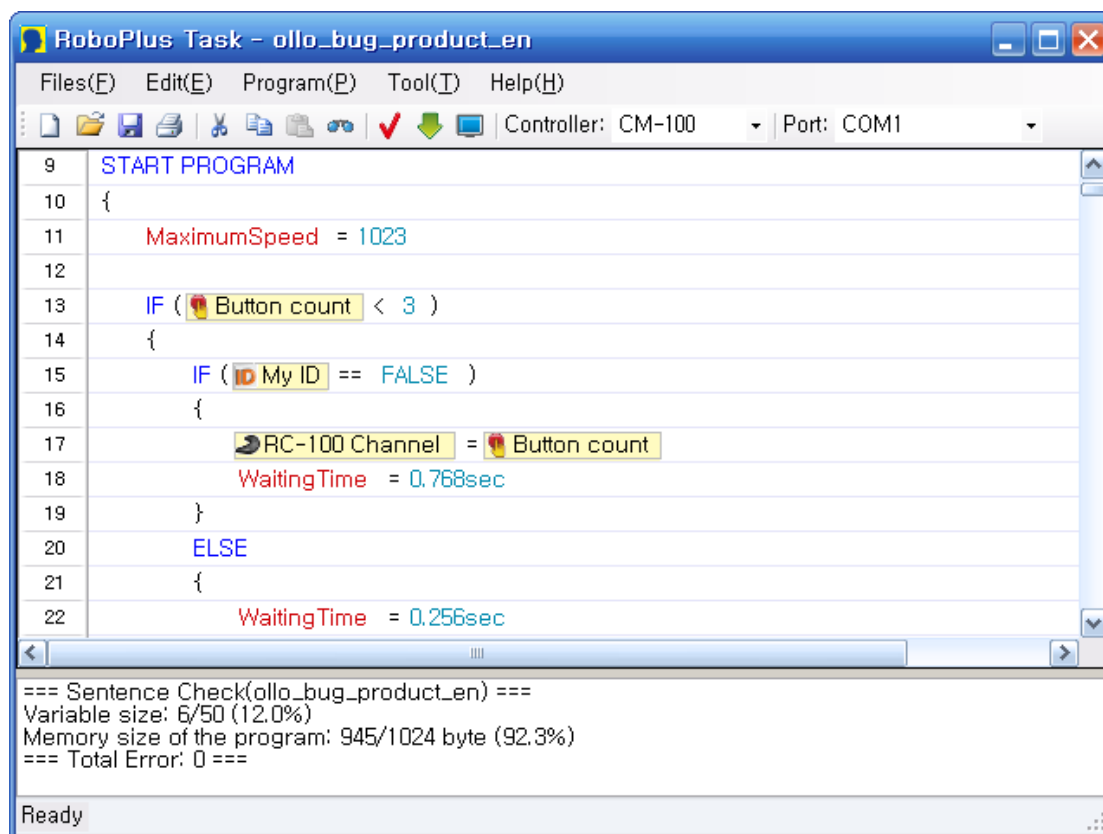 RoboPlus Task - ollo_bug_product_en
Files(F) Edit(E) Program(P) Tool(T) Help(H)
Controller: CM-100 Port: COM1
9 START PROGRAM
10 {
11 MaximumSpeed = 1023
12
13 IF ( Button count < 3 )
14 {
15 IF ( ID My ID == FALSE )
16 {
17 RC-100 Channel = Button count
18 WaitingTime = 0.768sec
19 }
20 ELSE
21 {
22 WaitingTime = 0.256sec
=== Sentence Check(ollo_bug_product_en) ===
Variable size: 6/50 (12.0%)
Memory size of the program: 945/1024 byte (92.3%)
=== Total Error: 0 ===
Ready